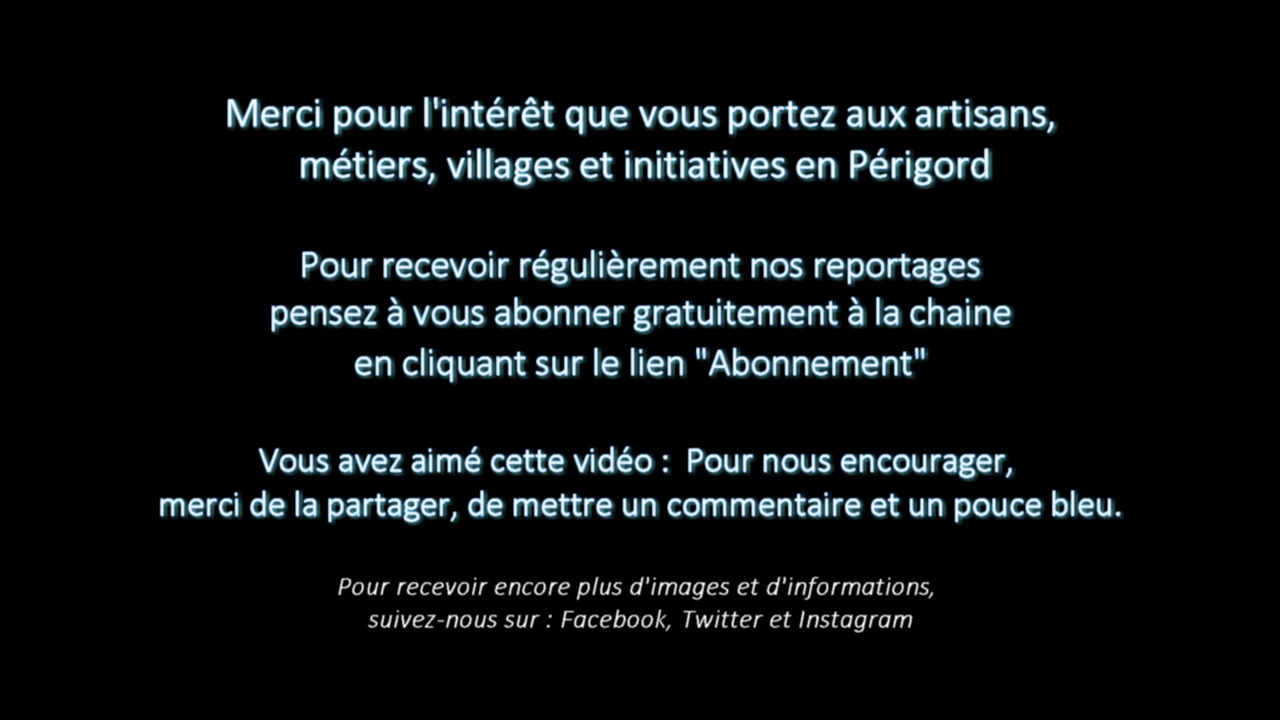 Merci pour l'intérêt que vous portez aux artisans,
métiers, villages et initiatives en Périgord
Pour recevoir régulièrement nos reportages
pensez à vous abonner gratuitement à la chaine
en cliquant sur le lien "Abonnement"
Vous avez aimé cette vidéo :  Pour nous encourager,
merci de la partager, de mettre un commentaire et un pouce bleu.
Pour recevoir encore plus d'images et d'informations,
suivez-nous sur : Facebook, Twitter et Instagram